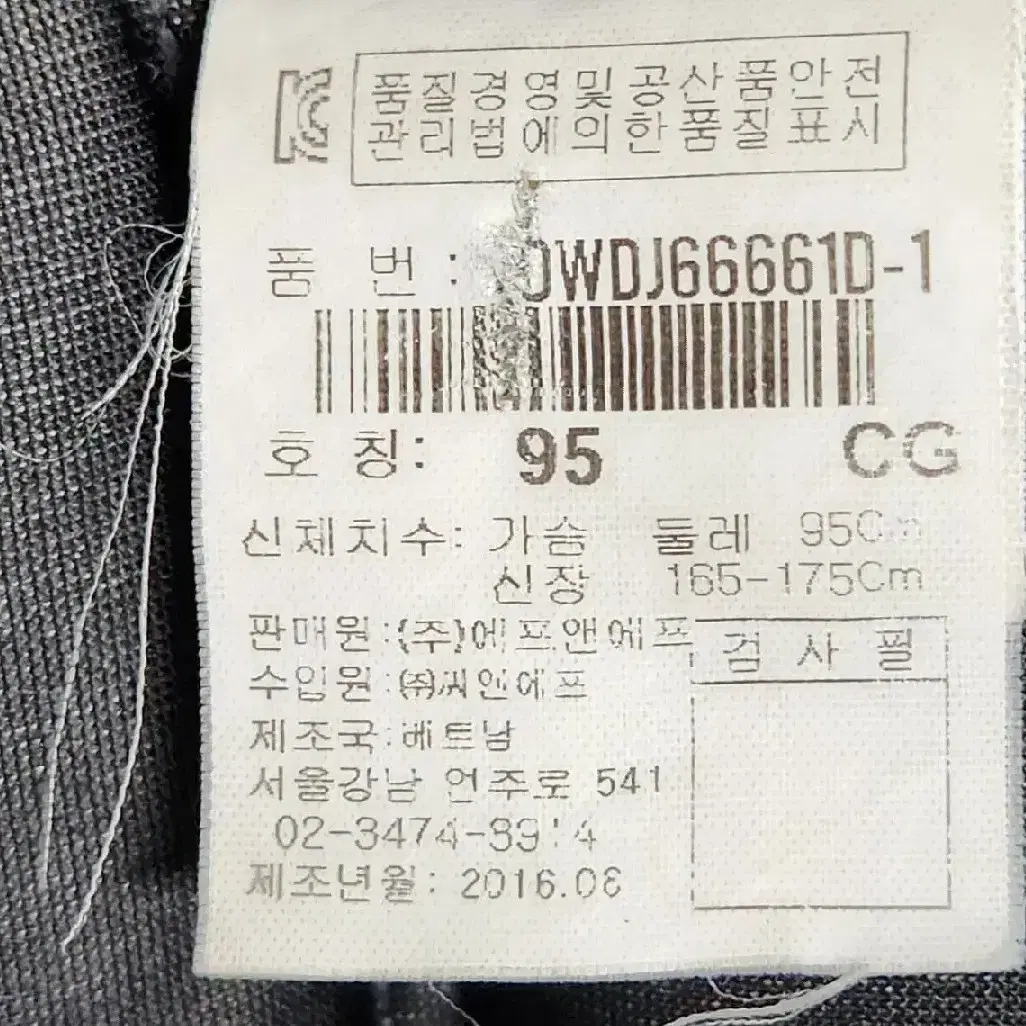 KC
품질경영및공산품안전
관리법에의한품질표시
품 번 :
호 칭: 95 CG
신체치수: 가슴 둘레 95Cm
신장 165-175Cm
판매원:(주)에프앤에프
수입원:㈜씨앤에프
검 사 필
제조국:베트남
서울강남 언주로 541
제조년월: